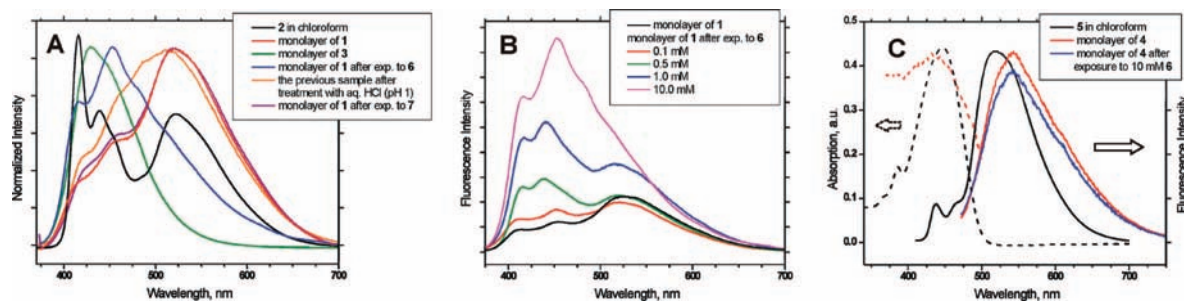 A
2 in chloroform
monolayer of 1
monolayer of 3
monolayer of 1 after exp. to 6
the previous sample after
treatment with aq. HCl (pH 1)
monolayer of 1 after exp. to 7
Normalized Intensity
400 500 600 700
Wavelength, nm
B
monolayer of 1
monolayer of 1 after exp. to 6
0.1 mM
0.5 mM
1.0 mM
10.0 mM
Fluorescence Intensity
400 500 600 700
Wavelength, nm
C
5 in chloroform
monolayer of 4
monolayer of 4 after
exposure to 10 mM 6
0.5
0.4
0.3
0.2
0.1
0.0
Absorption, a.u.
Fluorescence Intensity
400 500 600 700
Wavelength, nm